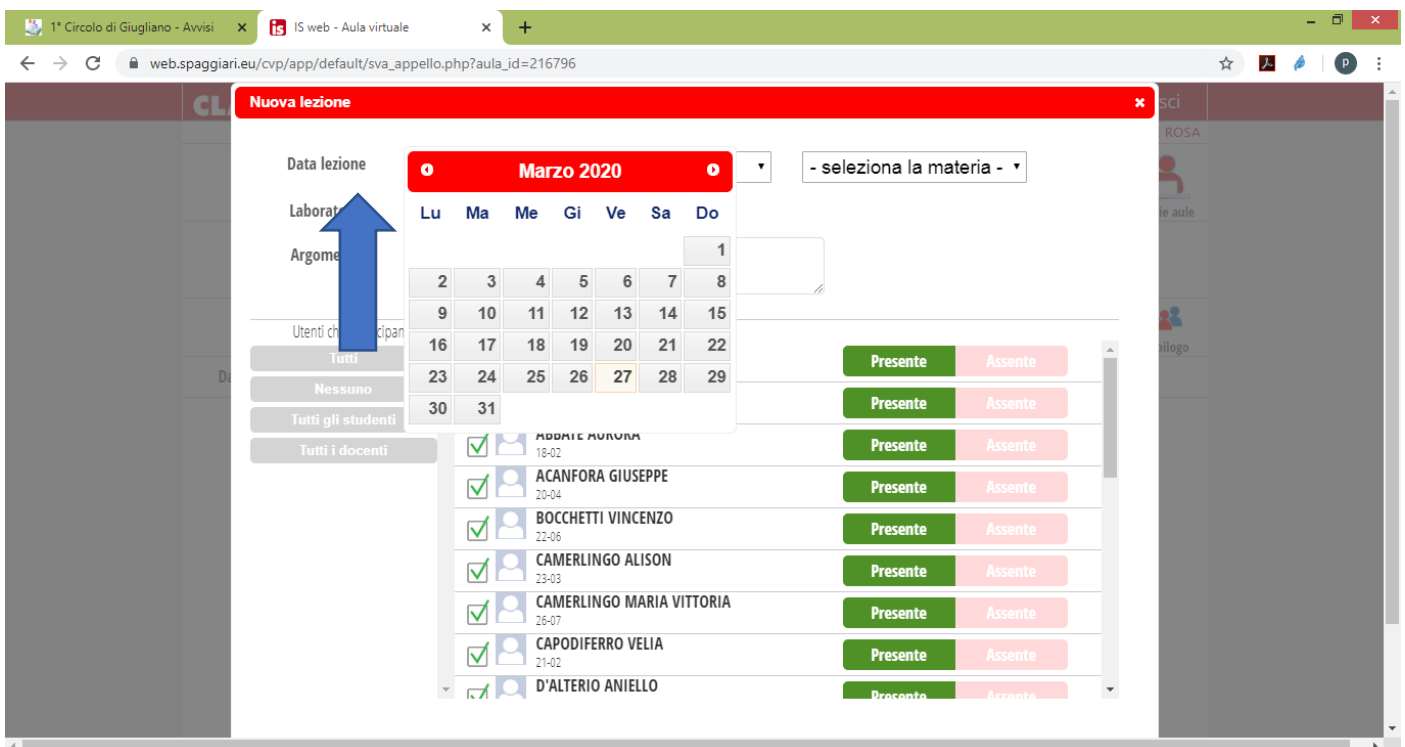 1° Circolo di Giugliano - Avvisi
IS web - Aula virtuale
web.spaggiari.eu/cvp/app/default/sva_appello.php?aula_id=216796
P
Nuova lezione
ROSA
Data lezione
Marzo 2020
- seleziona la materia -
Lu Ma Me Gi Ve Sa Do
1
2 3 4 5 6 7 8
9 10 11 12 13 14 15
16 17 18 19 20 21 22
23 24 25 26 27 28 29
30 31
aule
Utenti
Tutti
Nessuno
Tutti gli studenti
Tutti i docenti
Presente Assente
Presente Assente
ABBATE AURORA
18-02
Presente Assente
ACANFORA GIUSEPPE
20-04
Presente Assente
BOCCHETTI VINCENZO
22-06
Presente Assente
CAMERLINGO ALISON
23-03
Presente Assente
CAMERLINGO MARIA VITTORIA
26-07
Presente Assente
CAPODIFERRO VELIA
21-02
Presente Assente
D'ALTERIO ANIELLO
Presente Assente